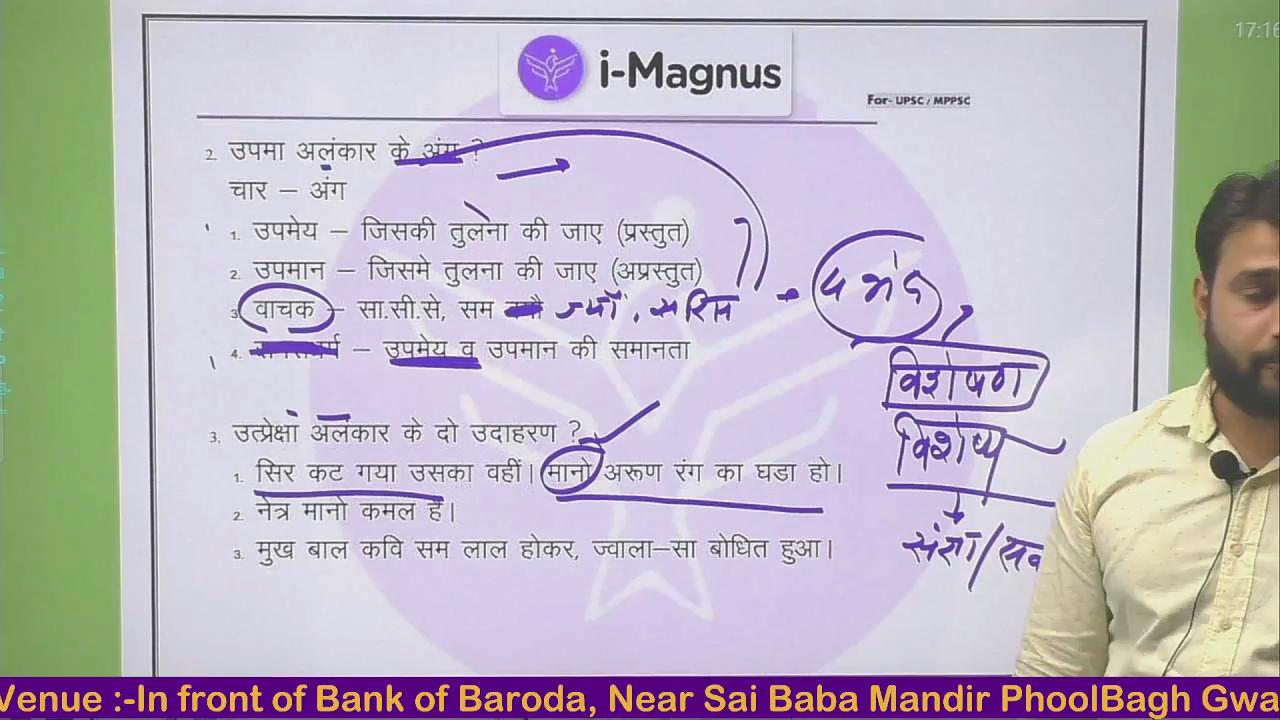 17:16
i-Magnus
For- UPSC / MPPSC
2. उपमा अलंकार के अंग ?
चार – अंग
1. उपमेय – जिसकी तुलना की जाए (प्रस्तुत)
2. उपमान – जिसमे तुलना की जाए (अप्रस्तुत)
3. वाचक – सा.सी.से, सम ज्यों, सरिस
4. – उपमेय व उपमान की समानता
विशेषण
विशेष्य
संज्ञा/सव
3. उत्प्रेक्षा अलंकार के दो उदाहरण ?
1. सिर कट गया उसका वहीं। मानो अरूण रंग का घडा हो।
2. नेत्र मानो कमल हैं।
3. मुख बाल कवि सम लाल होकर, ज्वाला–सा बोधित हुआ।
Venue :-In front of Bank of Baroda, Near Sai Baba Mandir PhoolBagh Gwa